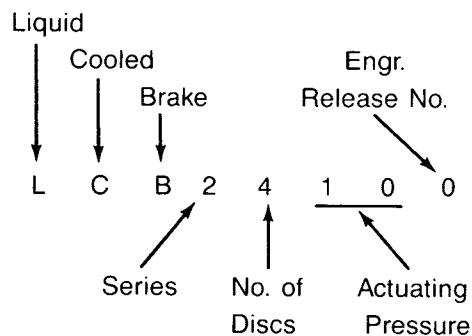 Liquid
Cooled
Brake
Engr.
Release No.
L C B 2 4 1 0 0
Series
No. of
Discs
Actuating
Pressure